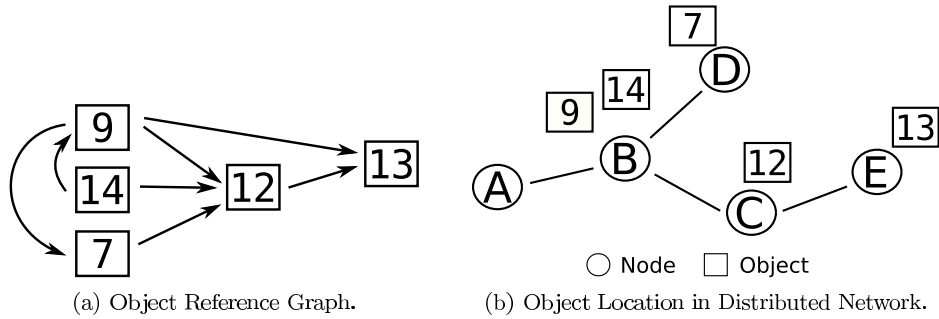 9
14
7
12
13
(a) Object Reference Graph.
7
14
9
D
13
12
B
E
A
C
Node
Object
(b) Object Location in Distributed Network.